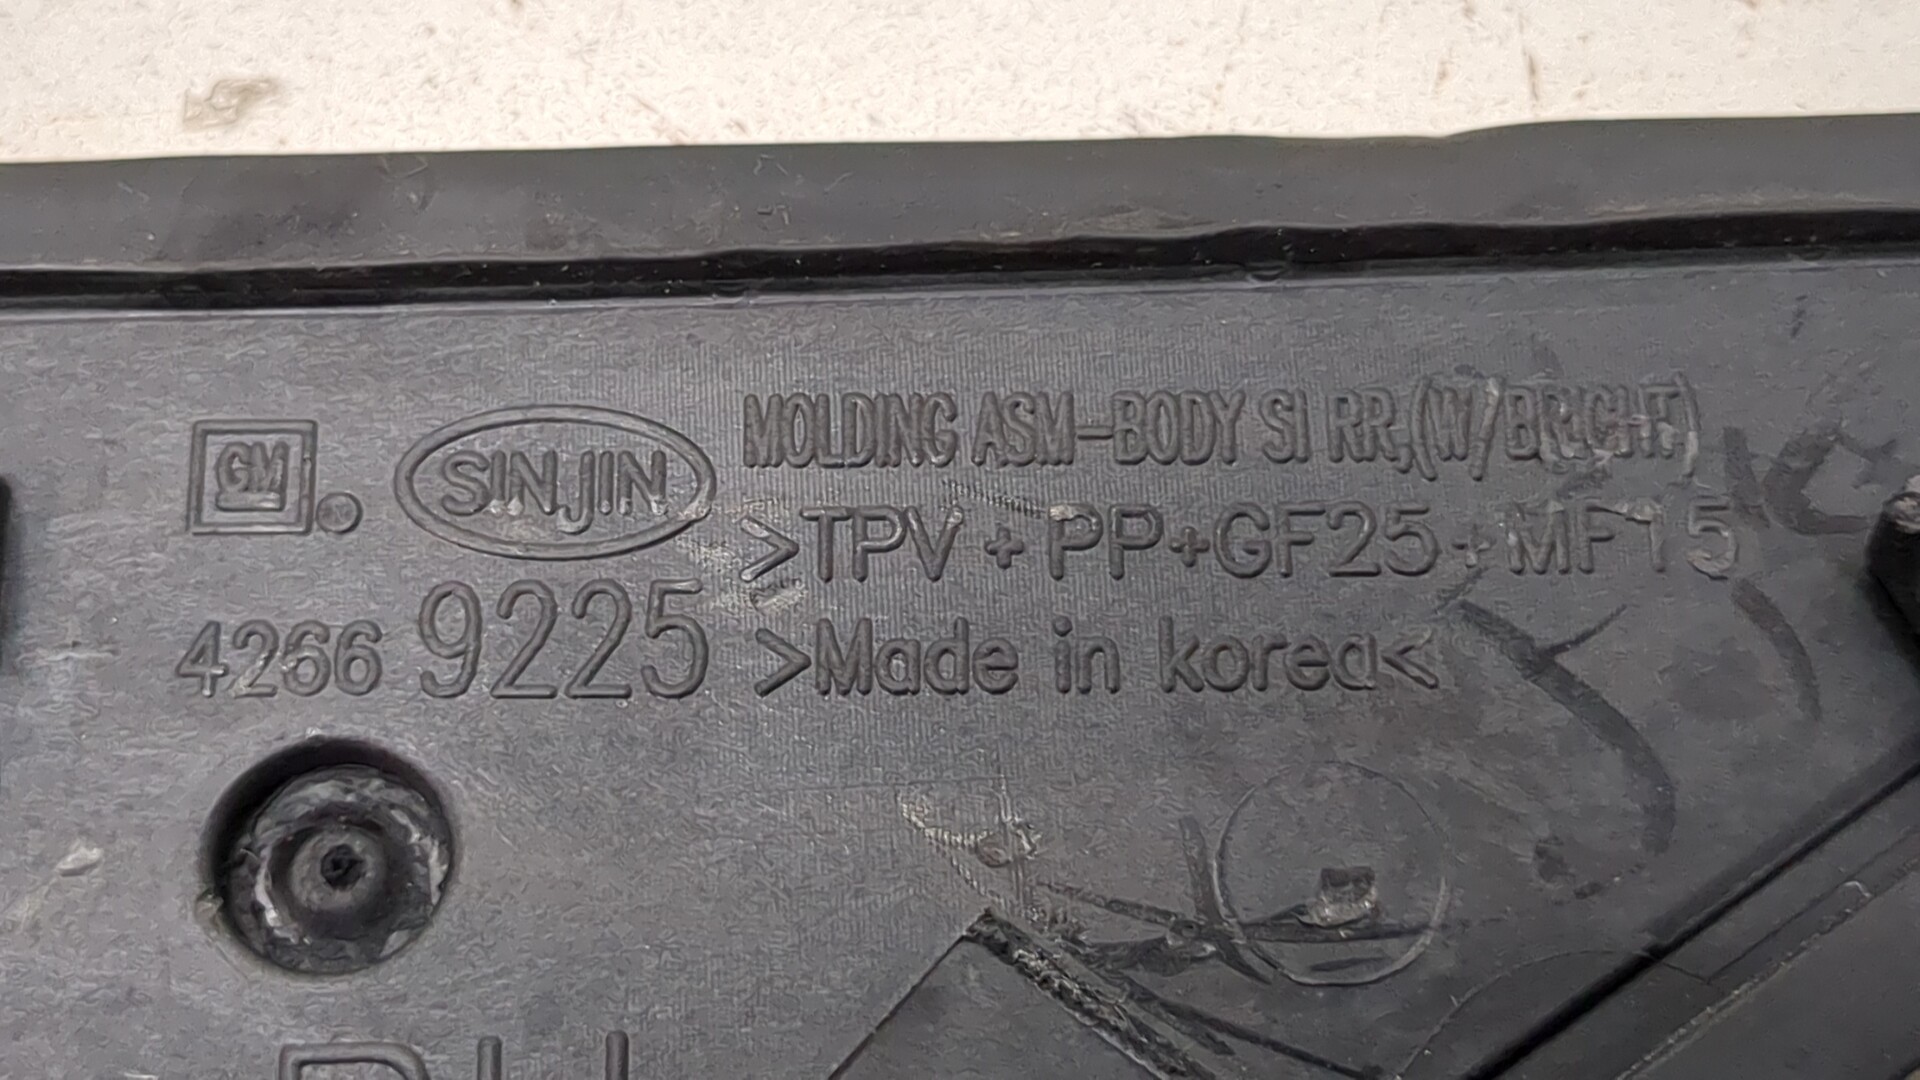 GM
SINJIN
MOLDING ASM-BODY SI RR,(W/BRIGHT)
>TPV+PP+GF25+MF15
4266 9225
>Made in korea<